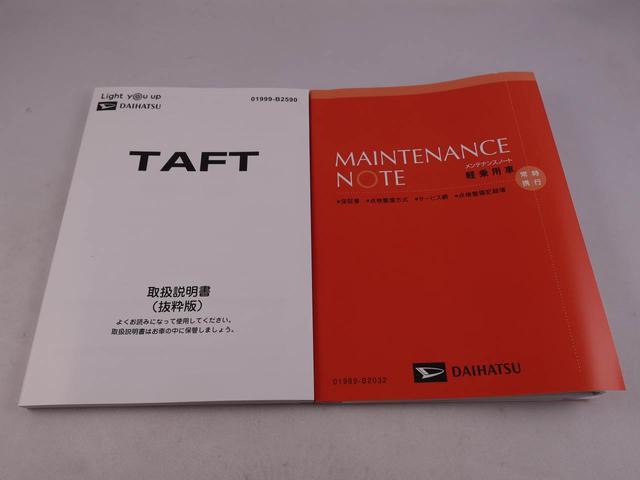 Light you up
DAIHATSU
01999-B2590
TAFT
取扱説明書
(抜粋版)
よくお読みになって使用してください。
取扱説明書はお車の中に保管しましょう。
MAINTENANCE
NOTE
メンテナンスノート
軽乗用車
常時
携行
●保証書 ●点検整備方式 ●サービス網 ●点検整備記録簿
01989-B2032
DAIHATSU